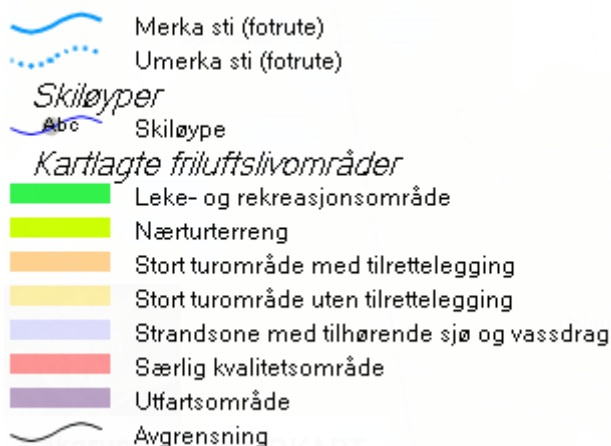 Merka sti (fotrute)
Umerka sti (fotrute)
Skiløyper
Abc Skiløype
Kartlagte friluftslivområder
Leke- og rekreasjonsområde
Nærturterreng
Stort turområde med tilrettelegging
Stort turområde uten tilrettelegging
Strandsone med tilhørende sjø og vassdrag
Særlig kvalitetsområde
Utfartsområde
Avgrensning